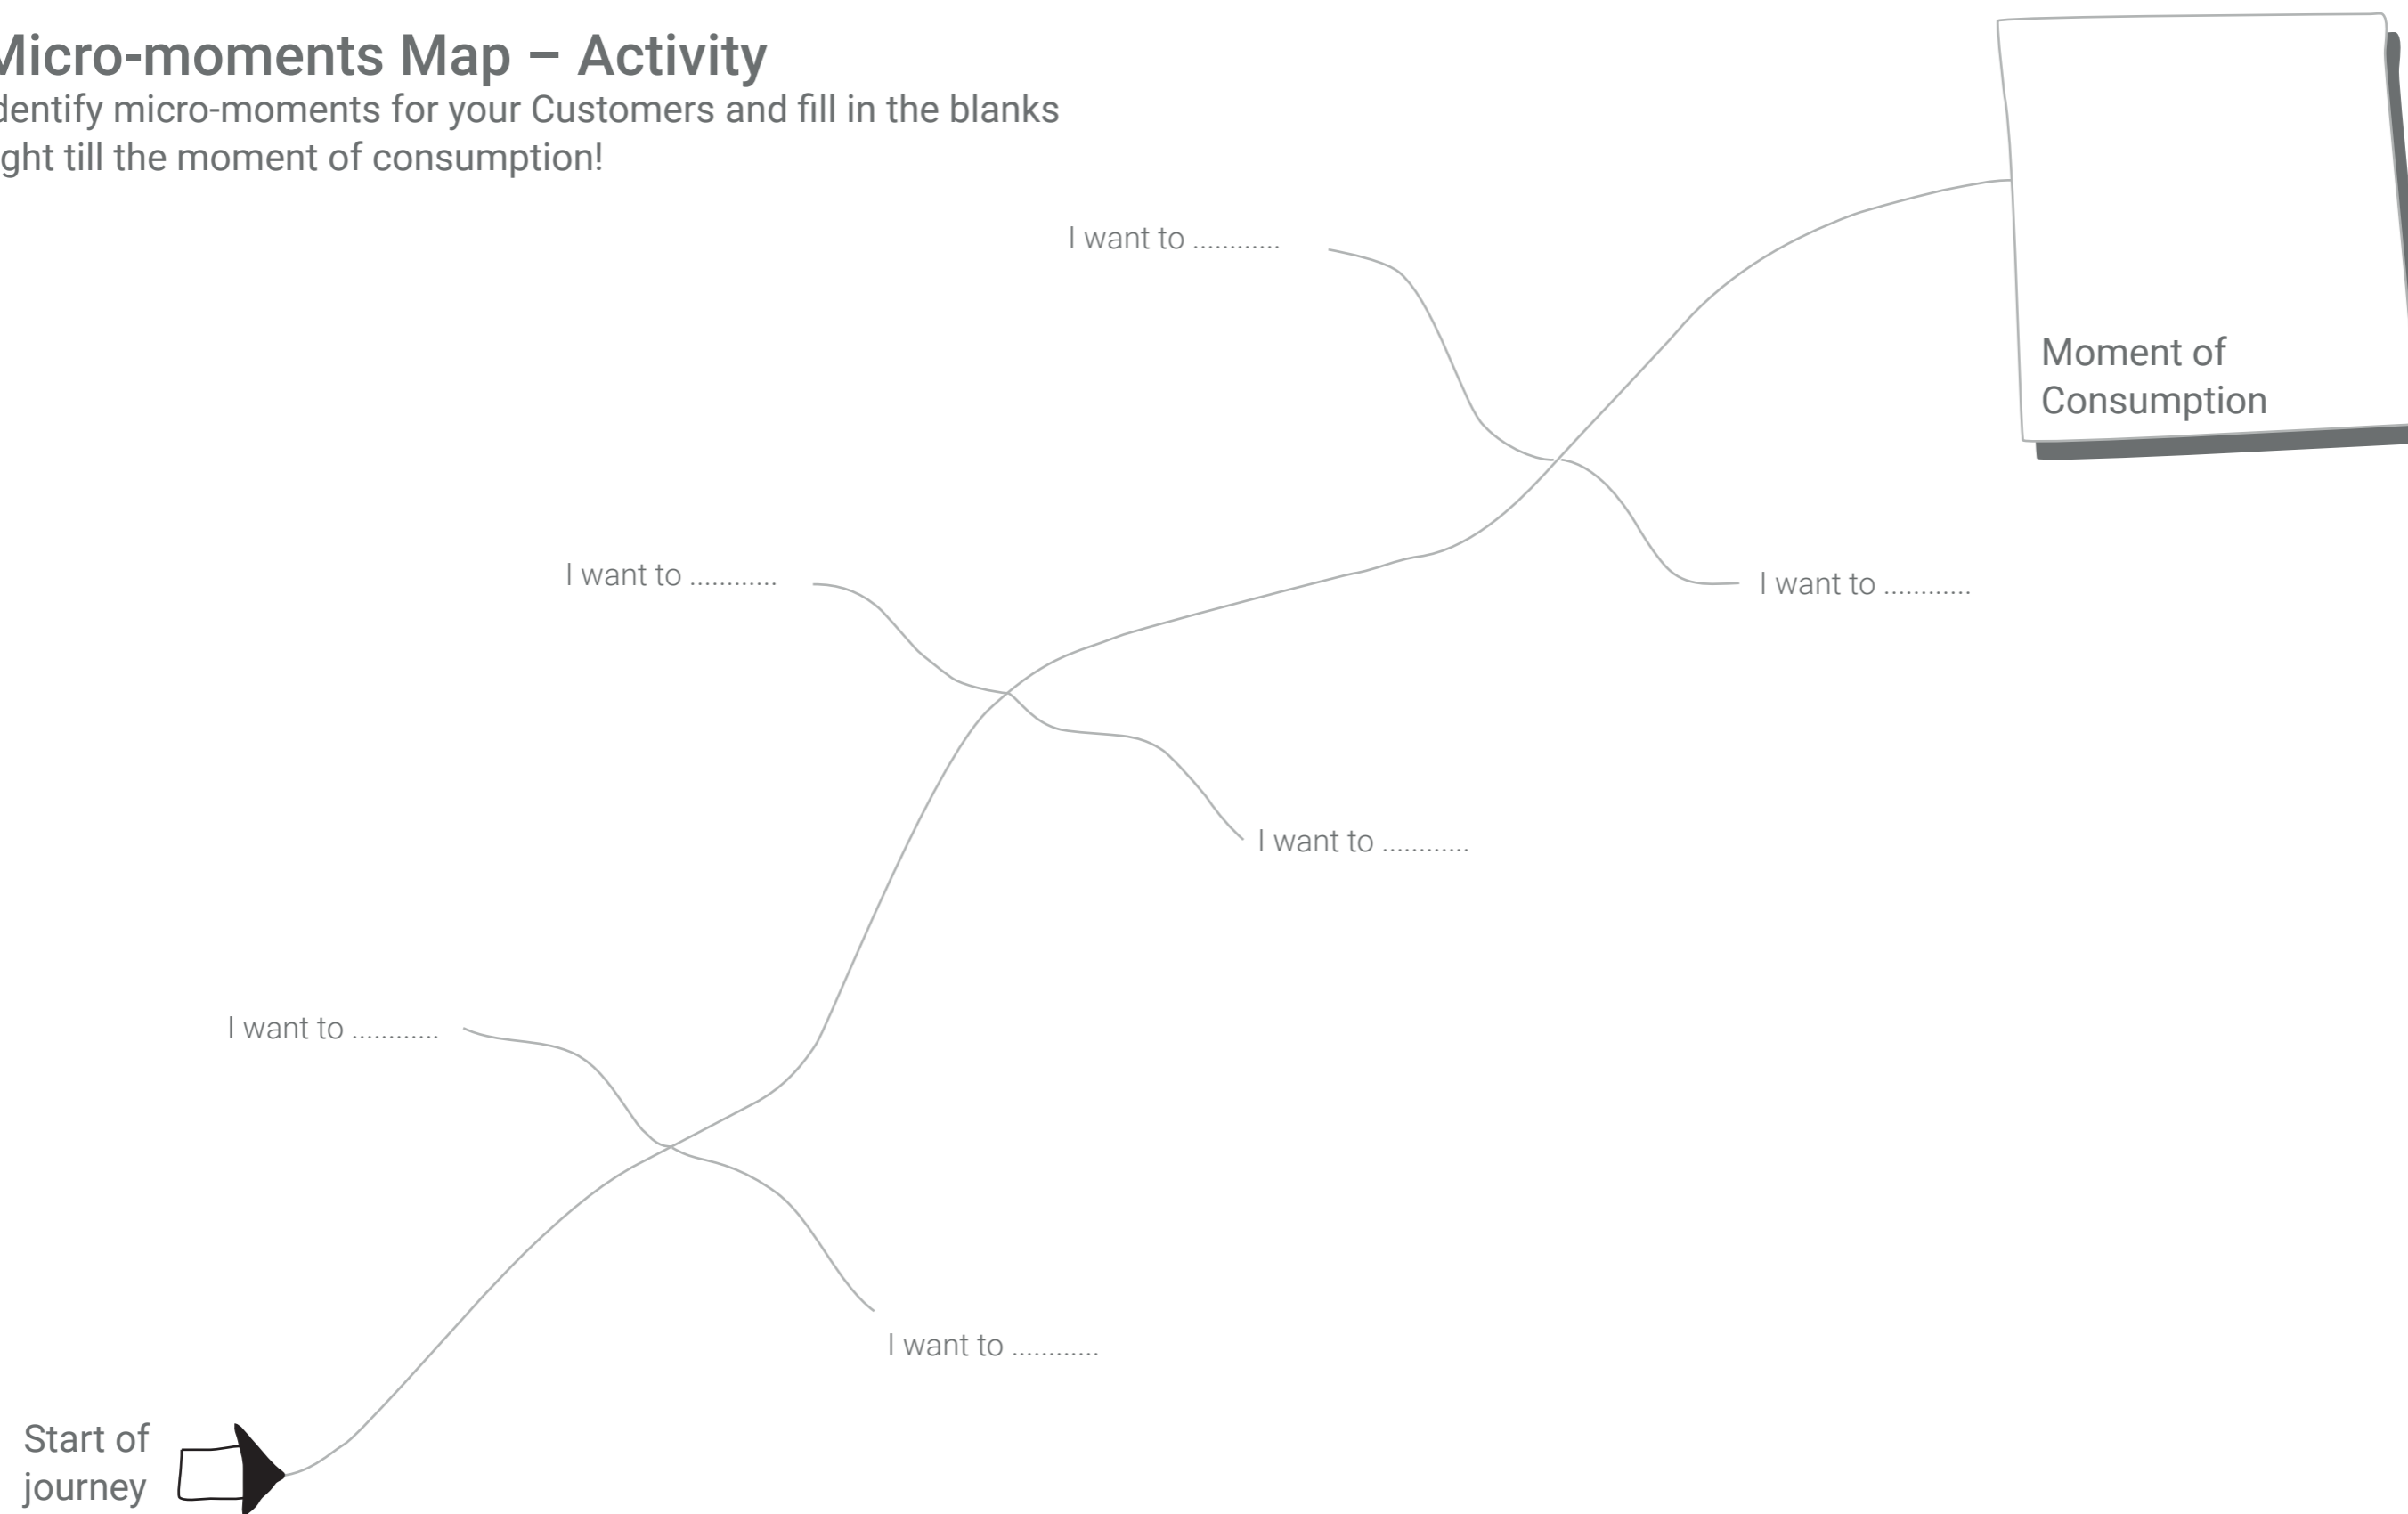 Micro-moments Map – Activity
dentify micro-moments for your Customers and fill in the blanks
ght till the moment of consumption!
I want to ............
Moment of
Consumption
I want to ............
I want to ............
I want to ............
I want to ............
I want to ............
Start of
journey